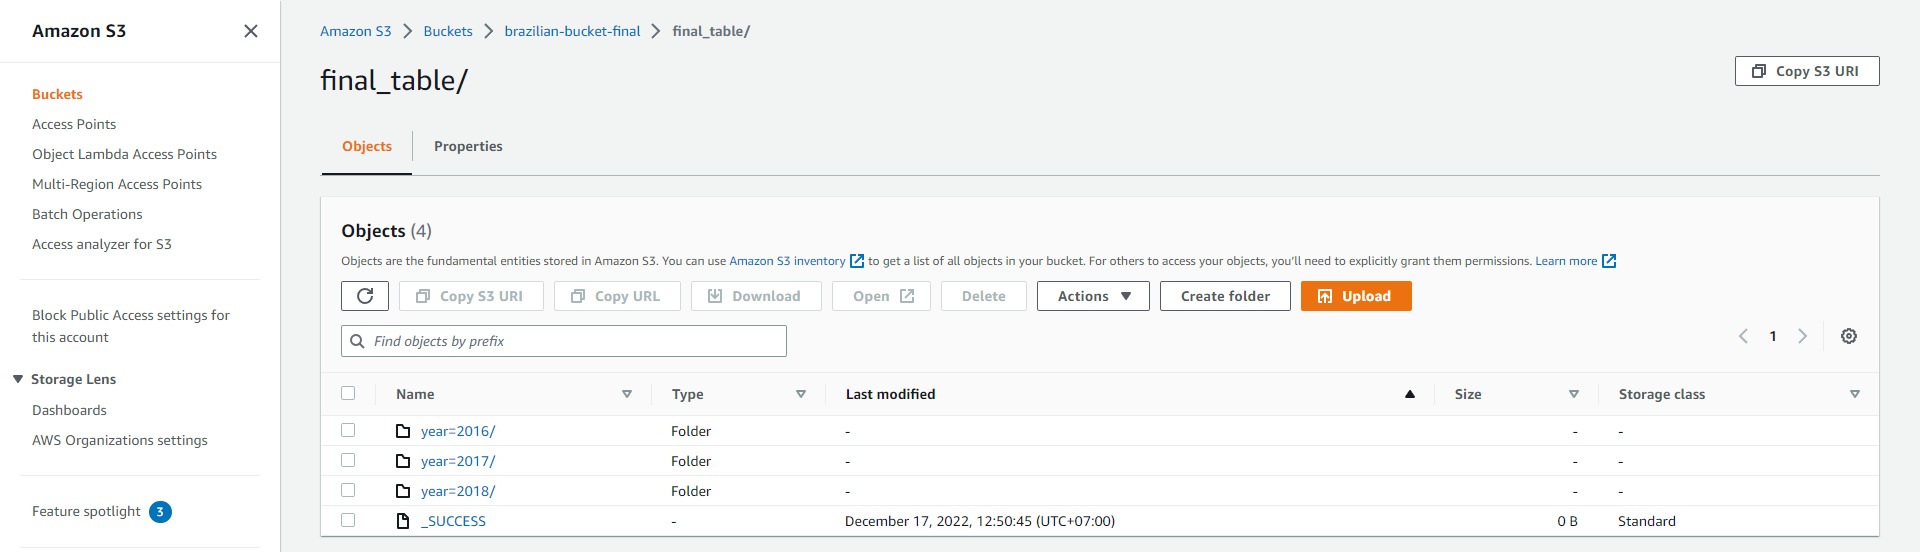 Amazon S3
Buckets
Access Points
Object Lambda Access Points
Multi-Region Access Points
Batch Operations
Access analyzer for S3
Block Public Access settings for
this account
Storage Lens
Dashboards
AWS Organizations settings
Feature spotlight 3
Amazon S3 Buckets brazilian-bucket-final final_table/
final_table/
Copy S3 URI
Objects Properties
Objects (4)
Objects are the fundamental entities stored in Amazon S3. You can use Amazon S3 inventory to get a list of all objects in your bucket. For others to access your objects, you'll need to explicitly grant them permissions. Learn more
Copy S3 URI Copy URL Download Open Delete Actions Create folder Upload
Find objects by prefix 1
Name Type Last modified Size Storage class
year=2016/ Folder - - -
year=2017/ Folder - - -
year=2018/ Folder - - -
_SUCCESS - December 17, 2022, 12:50:45 (UTC+07:00) 0 B Standard